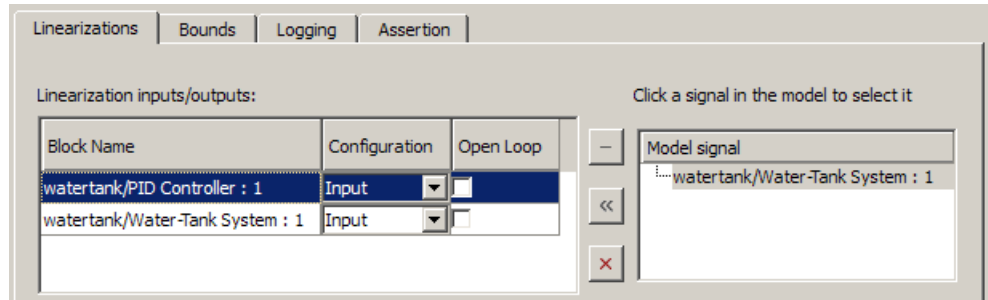 Linearizations Bounds Logging Assertion
Linearization inputs/outputs: Click a signal in the model to select it
Block Name Configuration Open Loop Model signal
watertank/PID Controller : 1 Input watertank/Water-Tank System : 1
watertank/Water-Tank System : 1 Input